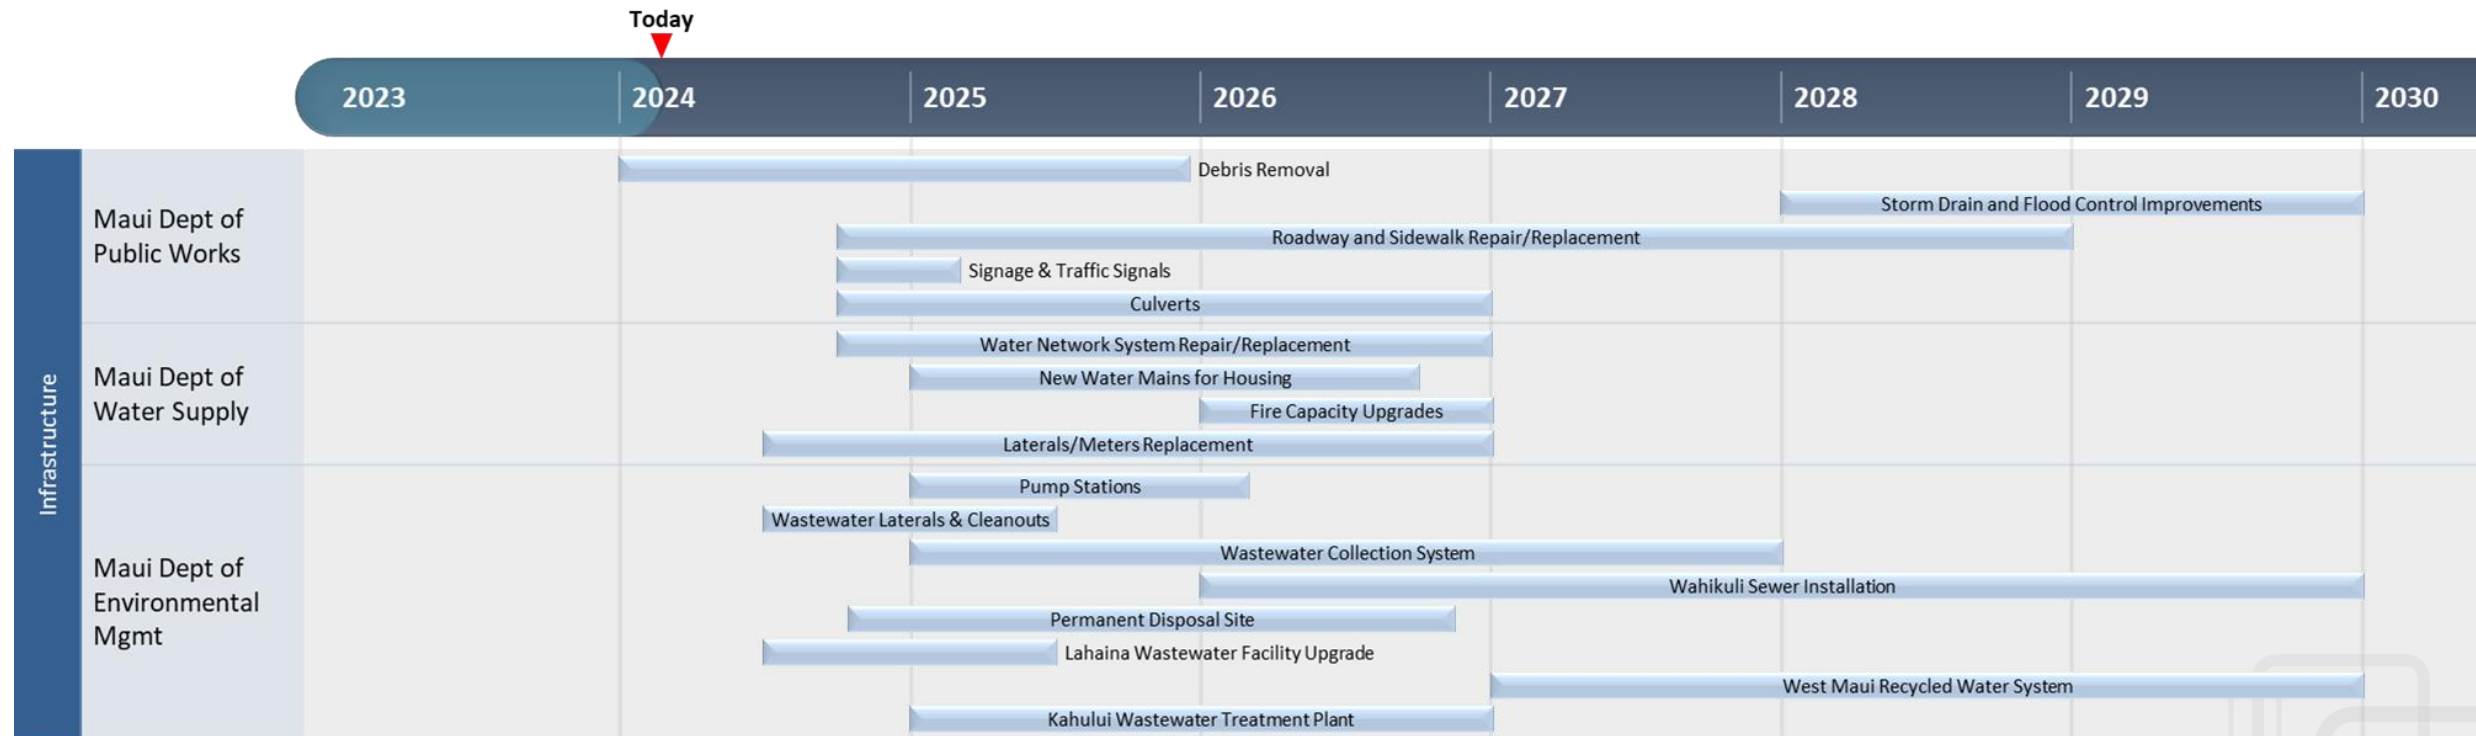 Today
2023
2024
2025
2026
2027
2028
2029
2030
Infrastructure
Maui Dept of
Public Works
Debris Removal
Storm Drain and Flood Control Improvements
Roadway and Sidewalk Repair/Replacement
Signage & Traffic Signals
Culverts
Maui Dept of
Water Supply
Water Network System Repair/Replacement
New Water Mains for Housing
Fire Capacity Upgrades
Laterals/Meters Replacement
Maui Dept of
Environmental
Mgmt
Pump Stations
Wastewater Laterals & Cleanouts
Wastewater Collection System
Wahikuli Sewer Installation
Permanent Disposal Site
Lahaina Wastewater Facility Upgrade
West Maui Recycled Water System
Kahului Wastewater Treatment Plant